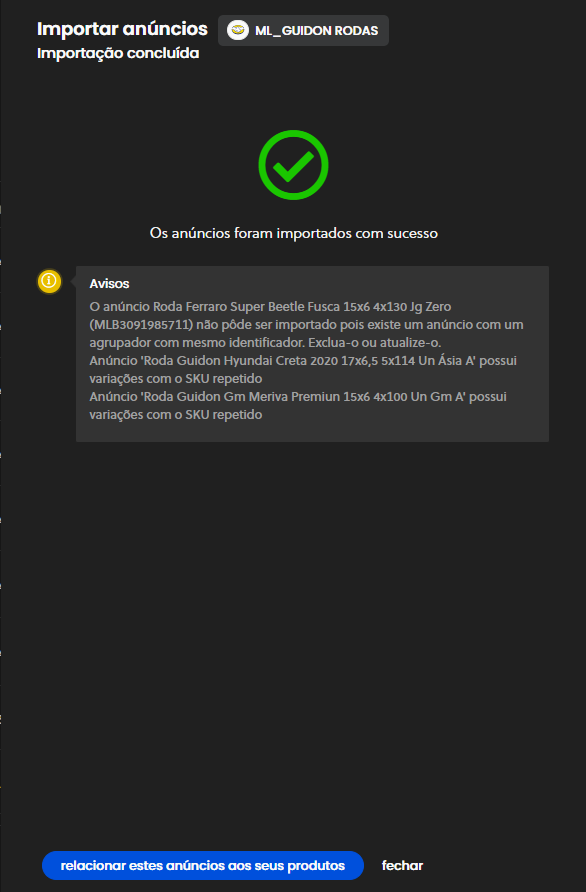 Importar anúncios
ML_GUIDON RODAS
Importação concluída
Os anúncios foram importados com sucesso
Avisos
O anúncio Roda Ferraro Super Beetle Fusca 15x6 4x130 Jg Zero
(MLB3091985711) não pôde ser importado pois existe um anúncio com um
agrupador com mesmo identificador. Exclua-o ou atualize-o.
Anúncio 'Roda Guidon Hyundai Creta 2020 17x6,5 5x114 Un Ásia A' possui
variações com o SKU repetido
Anúncio 'Roda Guidon Gm Meriva Premiun 15x6 4x100 Un Gm A' possui
variações com o SKU repetido
relacionar estes anúncios aos seus produtos
fechar